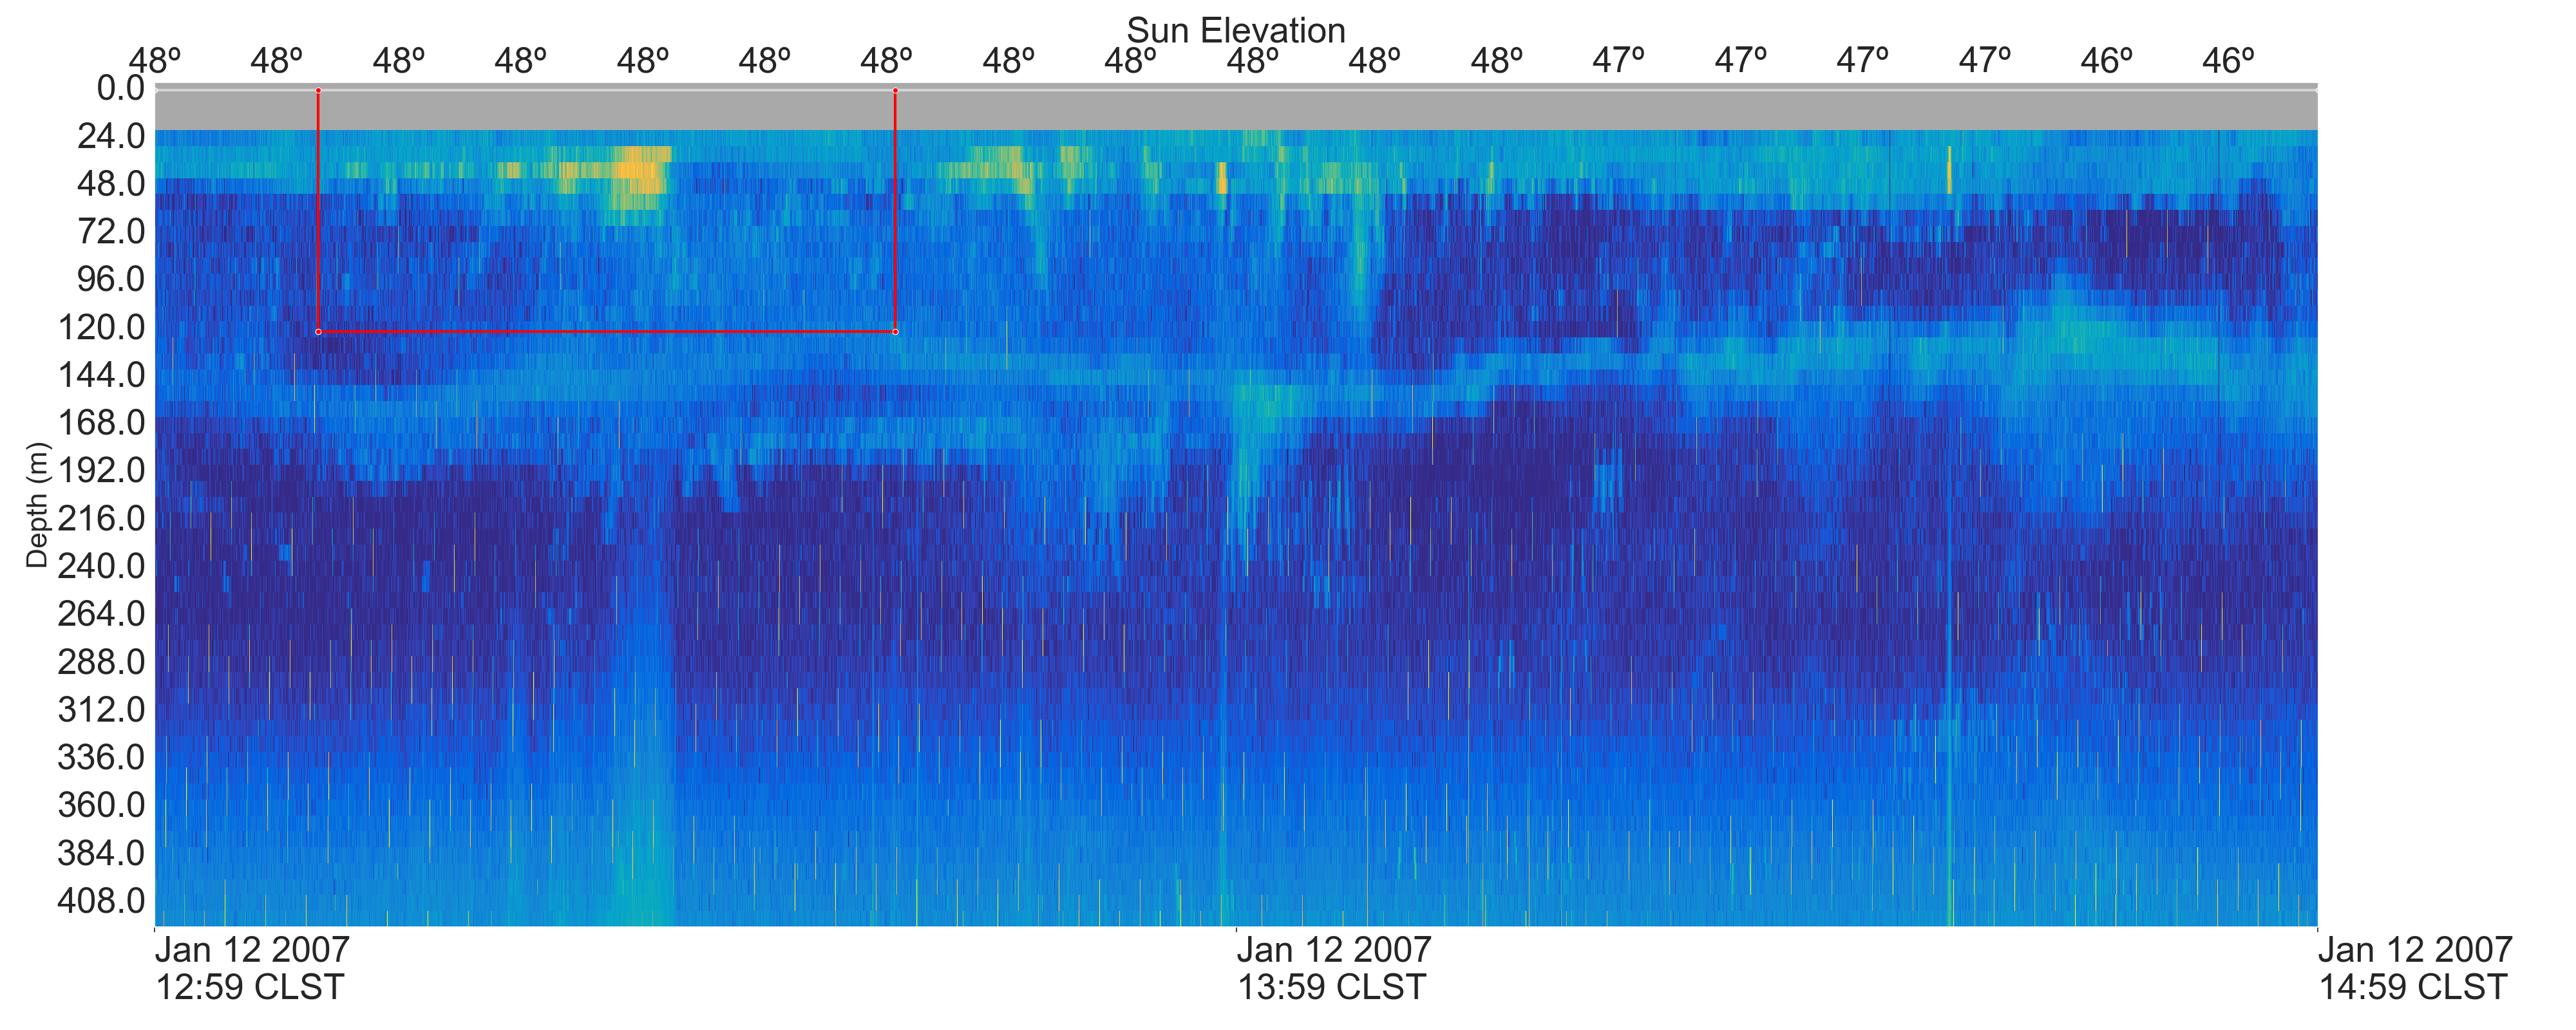 Sun Elevation
48º 48º 48º 48º 48º 48º 48º 48º 48º 48º 48º 48º 47º 47º 47º 47º 46º 46º
0.0
24.0
48.0
72.0
96.0
120.0
144.0
168.0
192.0
216.0
240.0
264.0
288.0
312.0
336.0
360.0
384.0
408.0
Depth (m)
Jan 12 2007
12:59 CLST
Jan 12 2007
13:59 CLST
Jan 12 2007
14:59 CLST